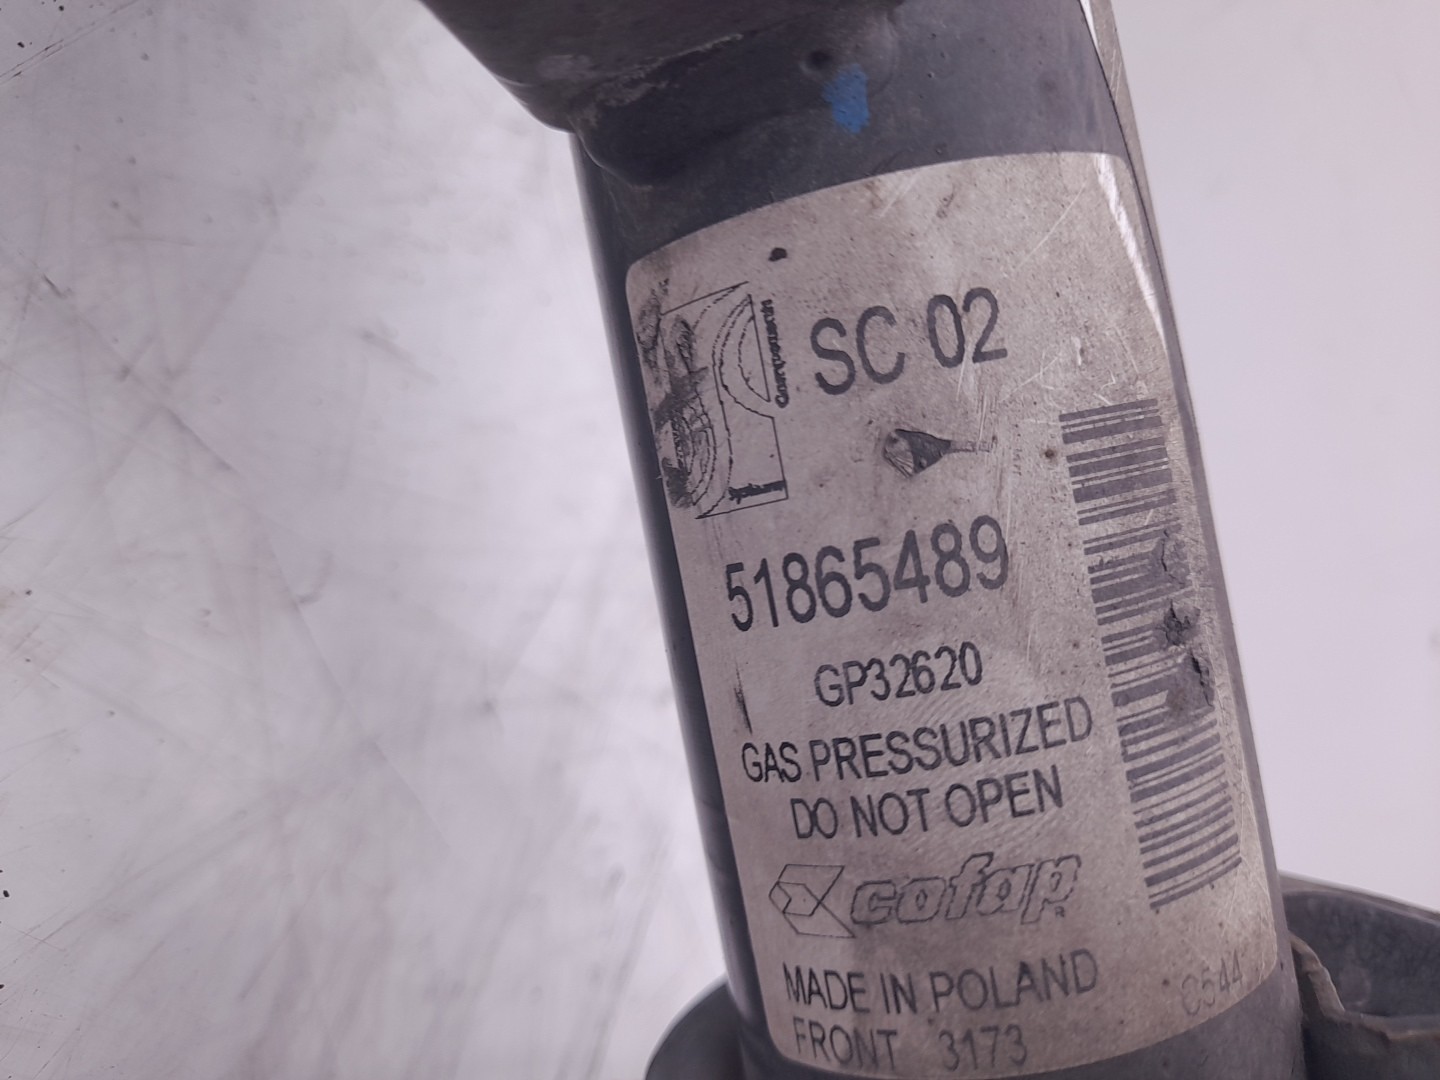 SC 02
51865489
GP32620
GAS PRESSURIZED
DO NOT OPEN
cofap
MADE IN POLAND
FRONT 3173